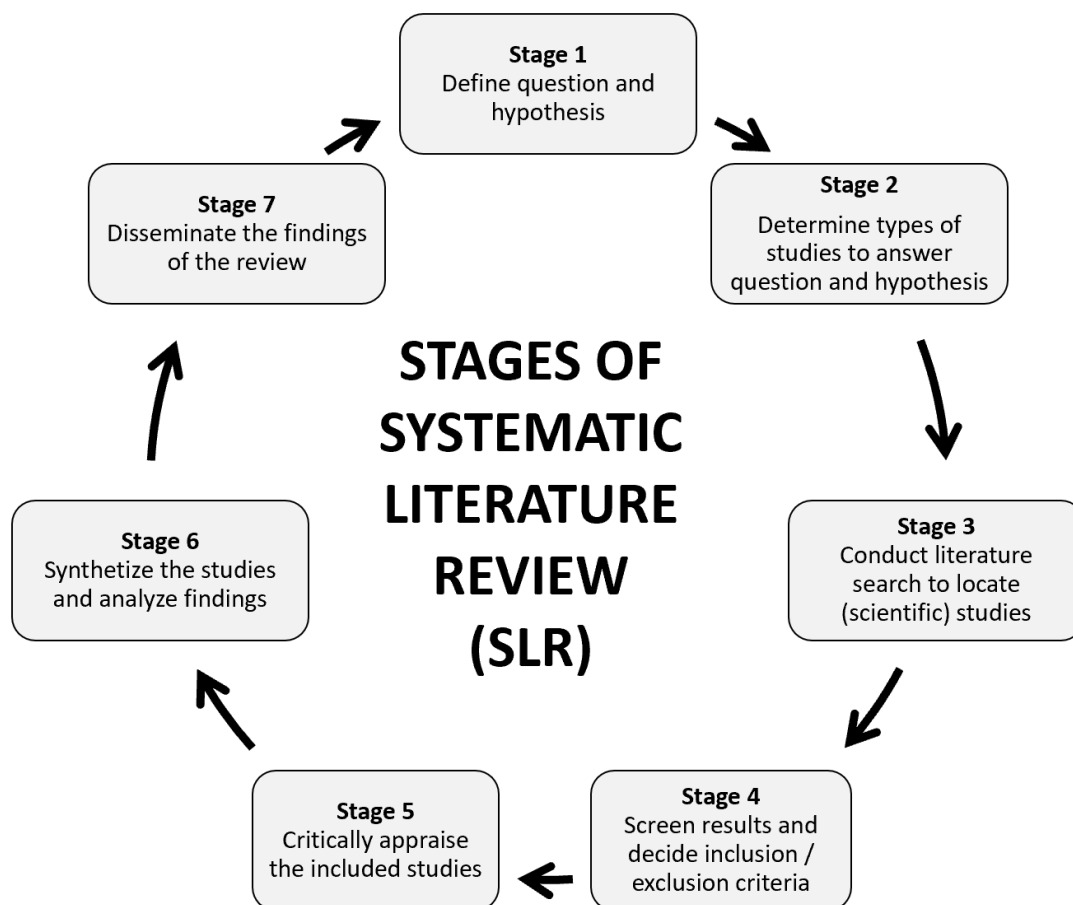 Stage 1
Define question and
hypothesis
Stage 2
Determine types of
studies to answer
question and hypothesis
Stage 3
Conduct literature
search to locate
(scientific) studies
Stage 4
Screen results and
decide inclusion /
exclusion criteria
Stage 5
Critically appraise
the included studies
Stage 6
Synthetize the studies
and analyze findings
Stage 7
Disseminate the findings
of the review
STAGES OF
SYSTEMATIC
LITERATURE
REVIEW
(SLR)